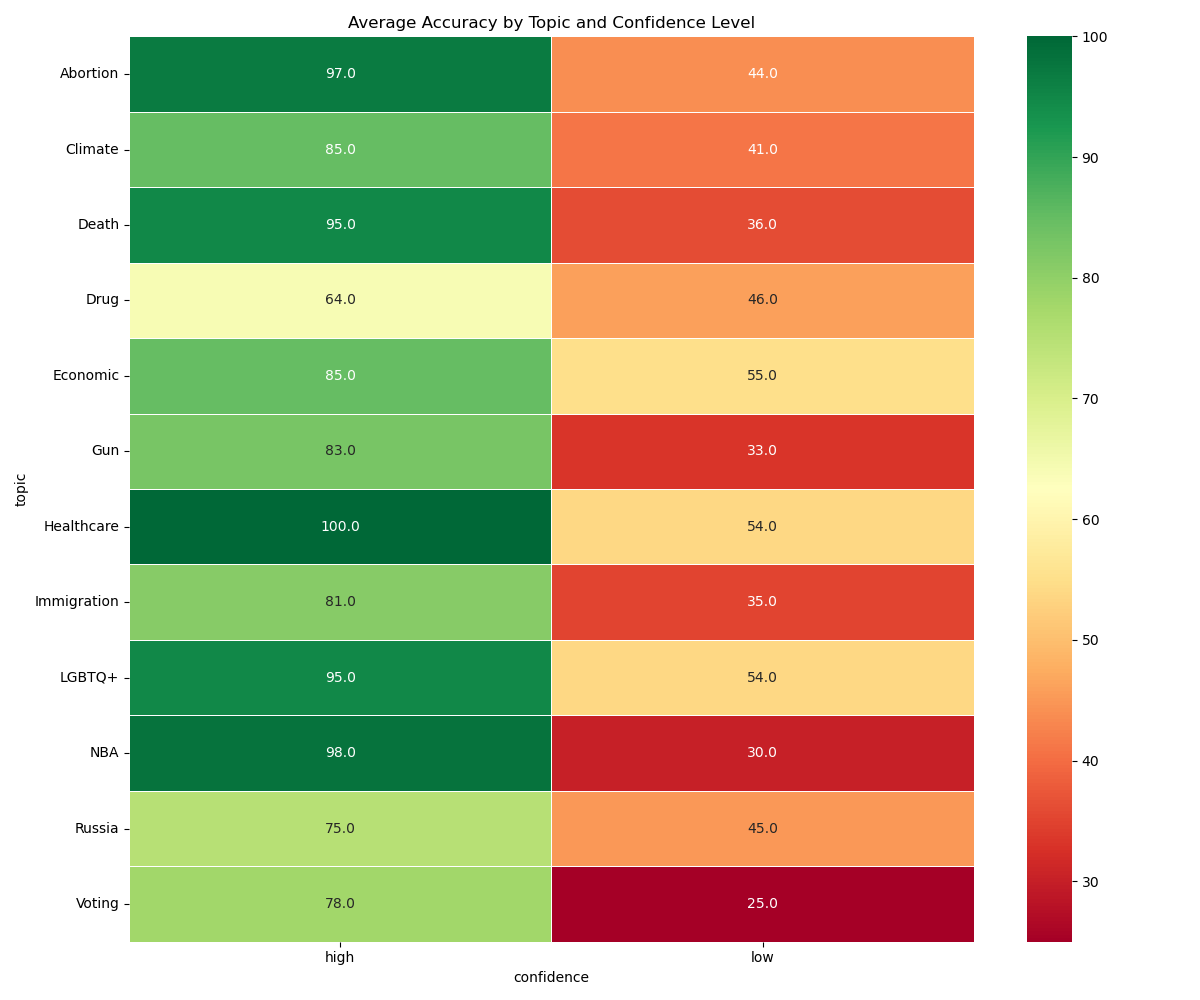 Average Accuracy by Topic and Confidence Level
Abortion 97.0 44.0
Climate 85.0 41.0
Death 95.0 36.0
Drug 64.0 46.0
Economic 85.0 55.0
Gun 83.0 33.0
Healthcare 100.0 54.0
Immigration 81.0 35.0
LGBTQ+ 95.0 54.0
NBA 98.0 30.0
Russia 75.0 45.0
Voting 78.0 25.0
high low
confidence
topic
100
90
80
70
60
50
40
30